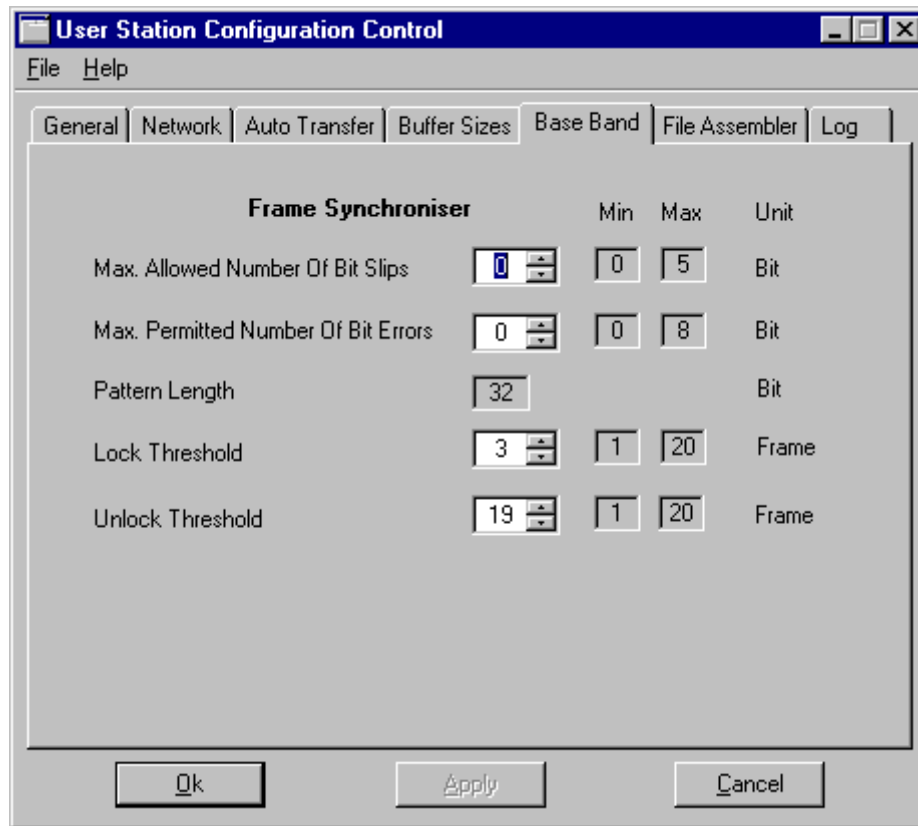 User Station Configuration Control
File Help
General Network Auto Transfer Buffer Sizes Base Band File Assembler Log
Frame Synchroniser Min Max Unit
Max. Allowed Number Of Bit Slips 0 0 5 Bit
Max. Permitted Number Of Bit Errors 0 0 8 Bit
Pattern Length 32 Bit
Lock Threshold 3 1 20 Frame
Unlock Threshold 19 1 20 Frame
Ok Apply Cancel